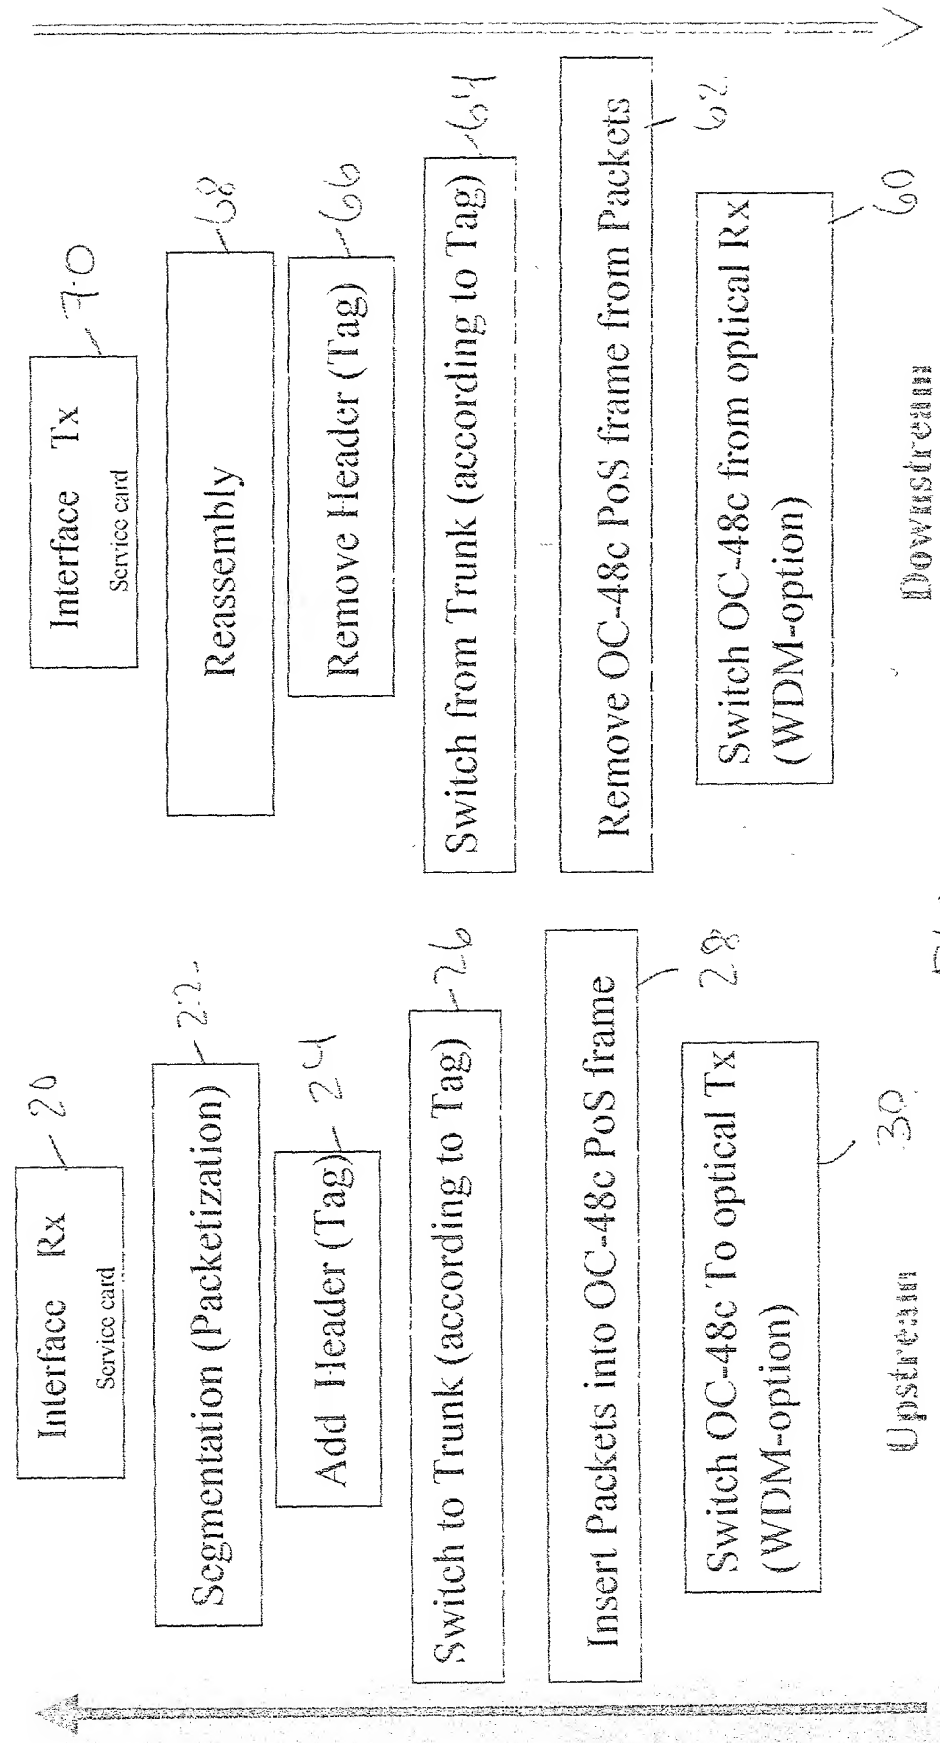 Interface Rx
Service card
20
Segmentation (Packetization)
22
Add Header (Tag)
24
Switch to Trunk (according to Tag)
26
Insert Packets into OC-48c PoS frame
28
Switch OC-48c To optical Tx
(WDM-option)
30
Upstream
Interface Tx
Service card
70
Reassembly
68
Remove Header (Tag)
66
Switch from Trunk (according to Tag)
64
Remove OC-48c PoS frame from Packets
62
Switch OC-48c from optical Rx
(WDM-option)
60
Downstream